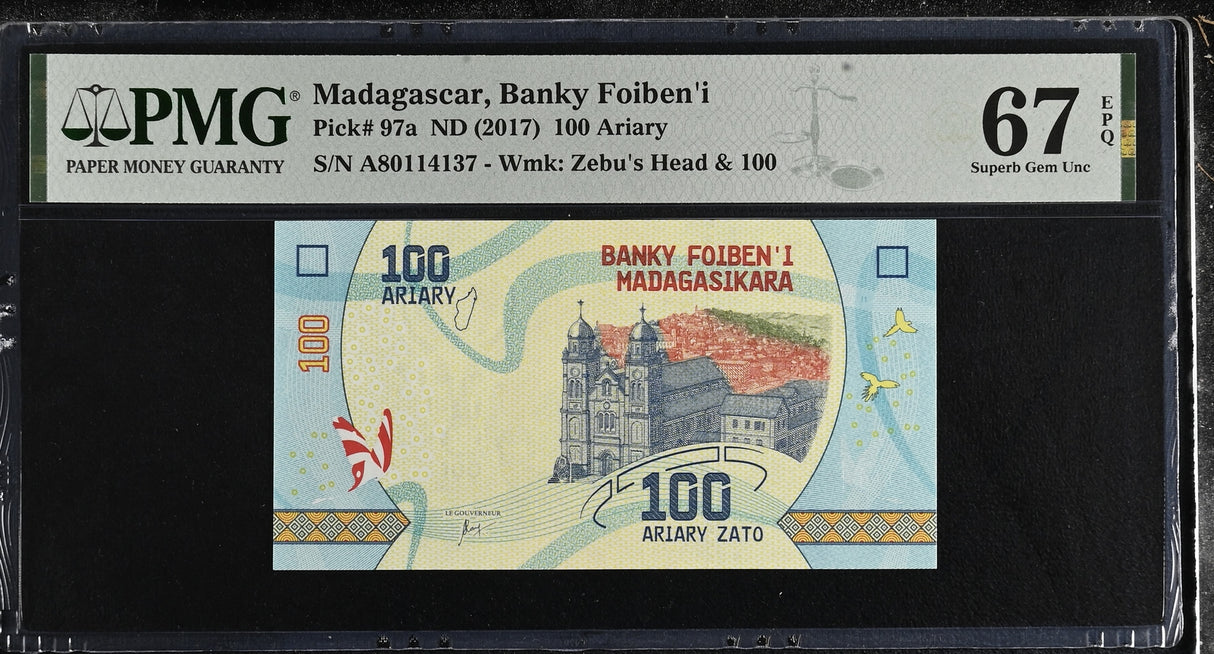 PMG®
PAPER MONEY GUARANTY
Madagascar, Banky Foiben'i
Pick# 97a ND (2017) 100 Ariary
S/N A80114137 - Wmk: Zebu's Head & 100
67
EPQ
Superb Gem Unc
100
ARIARY
BANKY FOIBEN'I
MADAGASIKARA
100
LE GOUVERNEUR
100
ARIARY ZATO